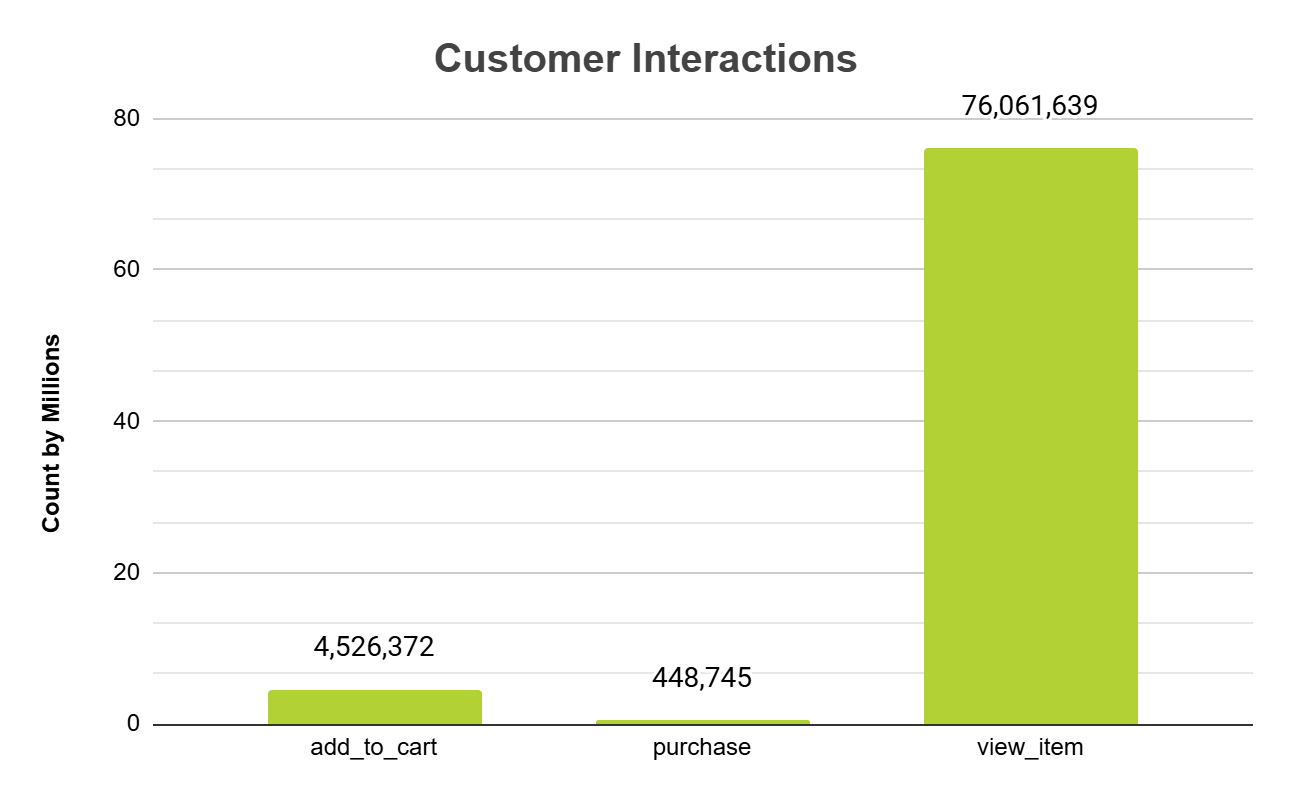 Customer Interactions
76,061,639
80
60
Count by Millions
40
20
4,526,372
448,745
0
add_to_cart
purchase
view_item